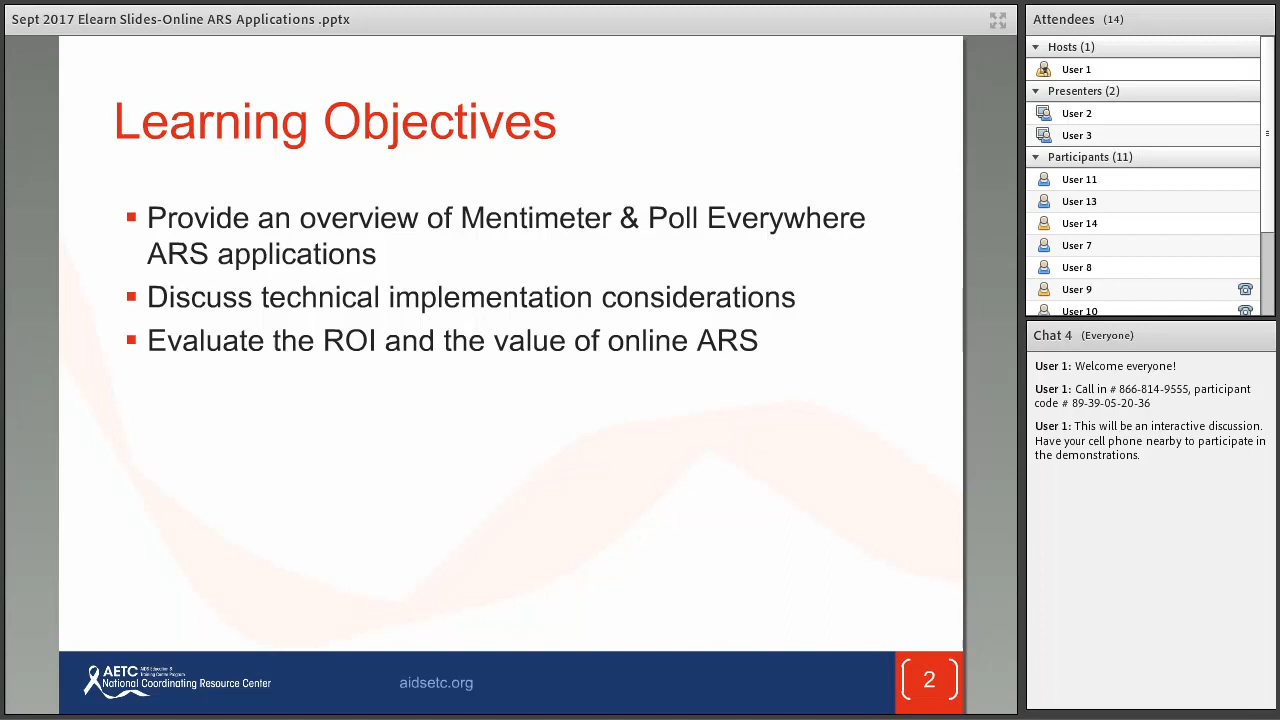 Sept 2017 Elearn Slides-Online ARS Applications .pptx
Learning Objectives
Provide an overview of Mentimeter & Poll Everywhere
ARS applications
Discuss technical implementation considerations
Evaluate the ROI and the value of online ARS
AETC AIDS Education &
Training Center Program
National Coordinating Resource Center
aidsetc.org
2
Attendees (14)
Hosts (1)
User 1
Presenters (2)
User 2
User 3
Participants (11)
User 11
User 13
User 14
User 7
User 8
User 9
User 10
Chat 4 (Everyone)
User 1: Welcome everyone!
User 1: Call in # 866-814-9555, participant
code # 89-39-05-20-36
User 1: This will be an interactive discussion.
Have your cell phone nearby to participate in
the demonstrations.